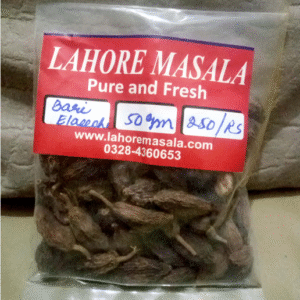 LAHORE MASALA
Pure and Fresh
Bari Elaechi 50gm 250/RS
www.lahoremasala.com
0328-4360653